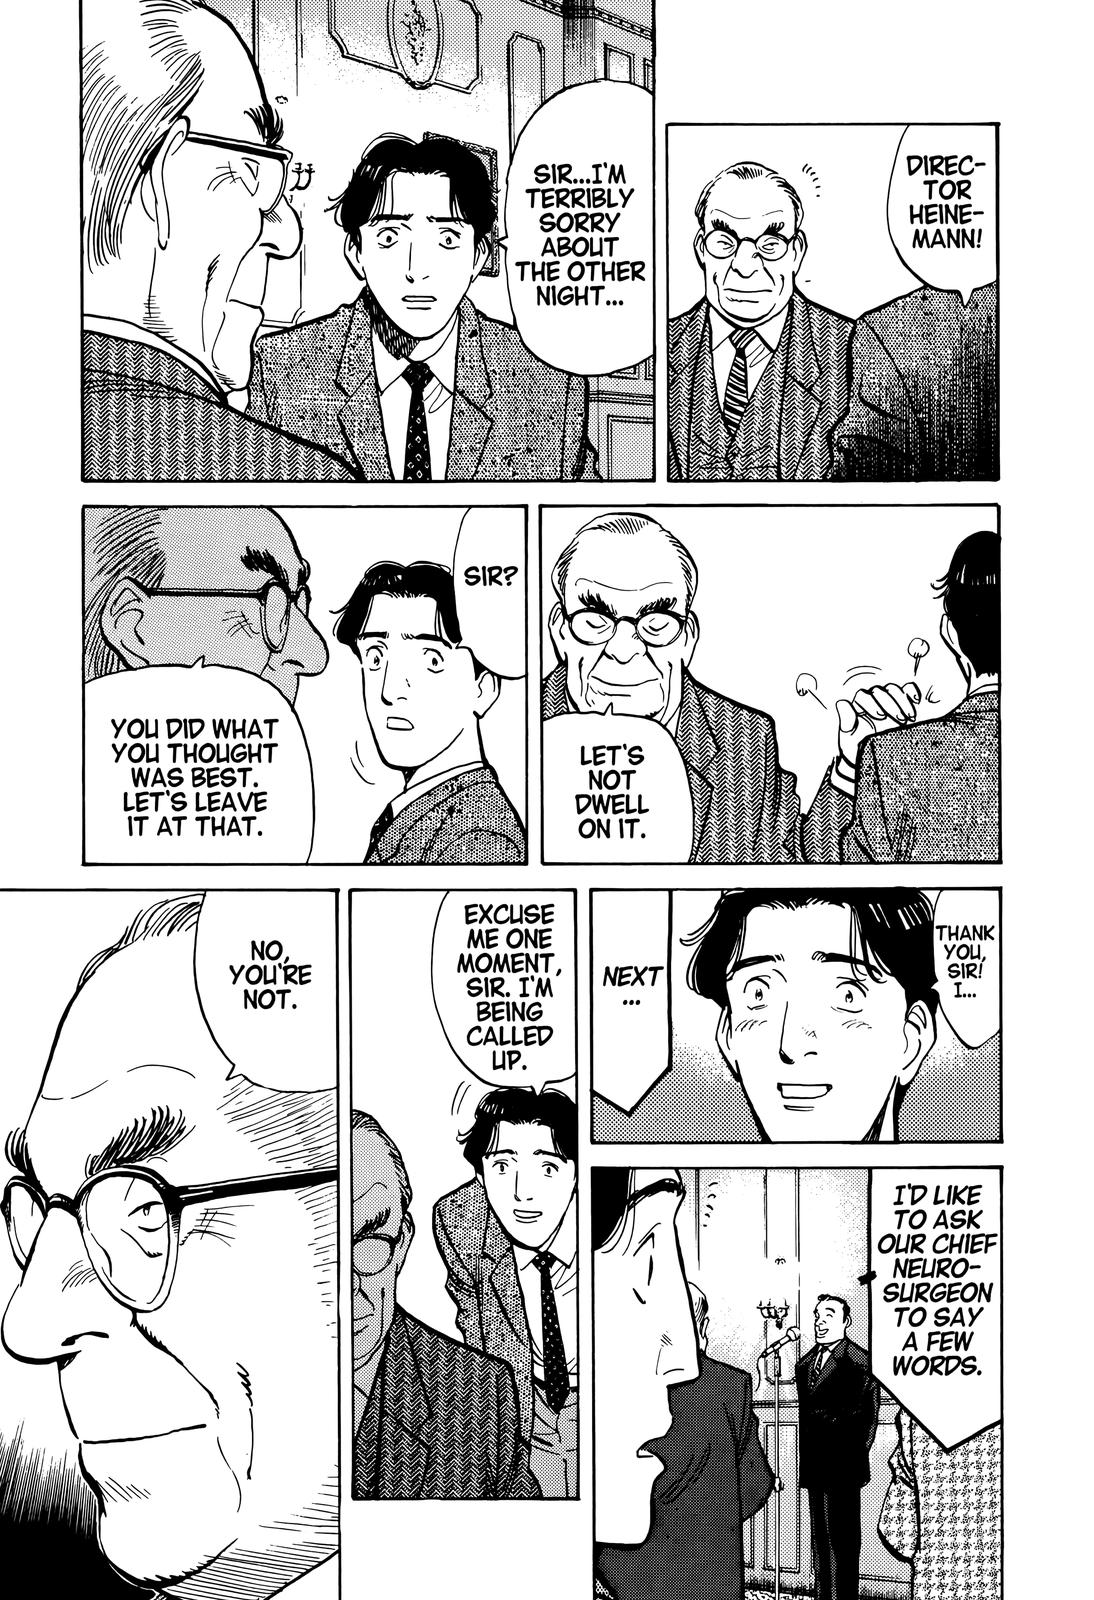 DIREC-
TOR
HEINE-
MANN!
SIR...I'M
TERRIBLY
SORRY
ABOUT
THE OTHER
NIGHT...
LET'S
NOT
DWELL
ON IT.
SIR?
YOU DID WHAT
YOU THOUGHT
WAS BEST.
LET'S LEAVE
IT AT THAT.
THANK
YOU,
SIR!
I...
NEXT
...
I'D LIKE
TO ASK
OUR CHIEF
NEURO-
SURGEON
TO SAY
A FEW
WORDS.
EXCUSE
ME ONE
MOMENT,
SIR. I'M
BEING
CALLED
UP.
NO,
YOU'RE
NOT.